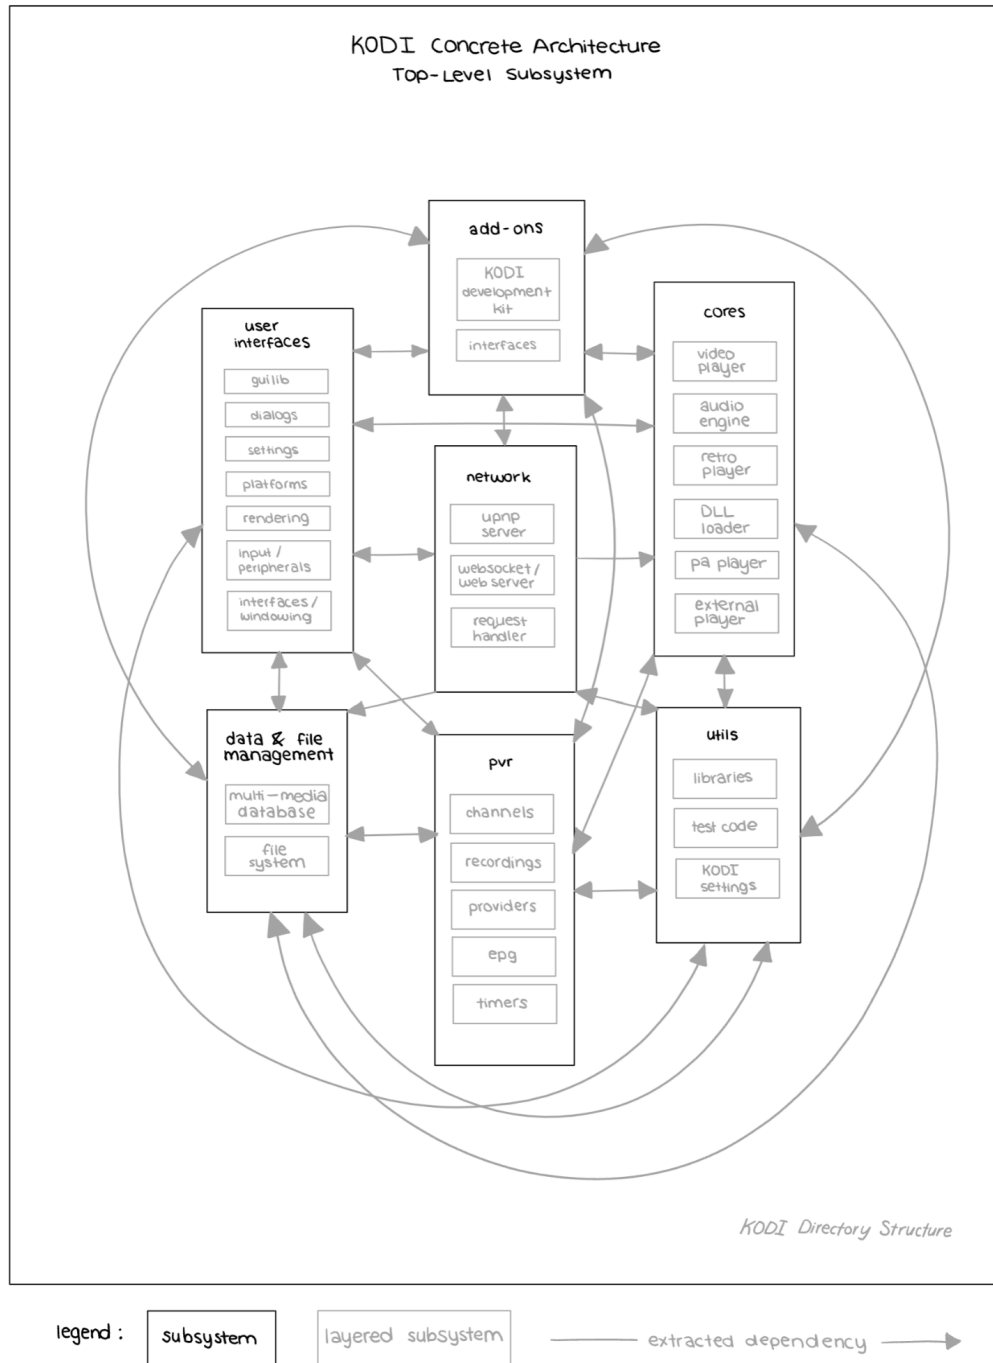 KODI Concrete Architecture
Top-Level Subsystem
add-ons
KODI
development
kit
interfaces
user
interfaces
guilib
dialogs
settings
platforms
rendering
input /
peripherals
interfaces /
windowing
cores
video
player
audio
engine
retro
player
DLL
loader
pa player
external
player
network
upnp
server
websocket /
web server
request
handler
data & file
management
multi-media
database
file
system
pvr
channels
recordings
providers
epg
timers
utils
libraries
test code
KODI
settings
KODI Directory Structure
legend :
subsystem
layered subsystem
extracted dependency